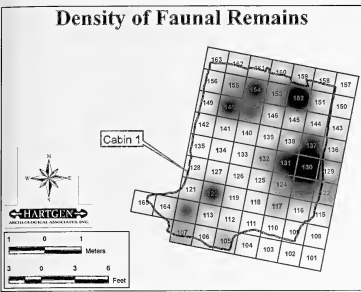 Density of Faunal Remains
163 162 161 160 159 158 157
156 155 154 153 152 151 150
149 148 146 145 144
142 141 140 139 138 137
135 134 133 132 131 130 129
128 127 126 125 124 122
121 120 119 118 117 116 115
165 164 113 112 111 110 109 108
107 106 105 104 103 102 101
Cabin 1
N
W E
S
HARTGEN
ARCHEOLOGICAL ASSOCIATES, INC.
1 0 1
Meters
3 0 3 6
Feet